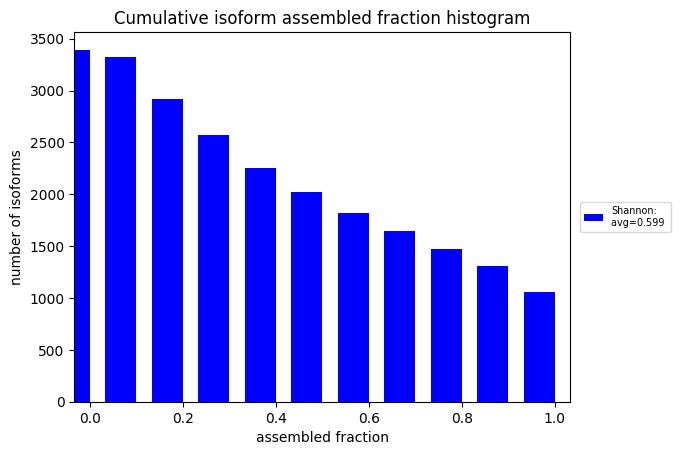 Cumulative isoform assembled fraction histogram
number of isoforms
3500
3000
2500
2000
1500
1000
500
0
0.0
0.2
0.4
0.6
0.8
1.0
assembled fraction
Shannon:
avg=0.599